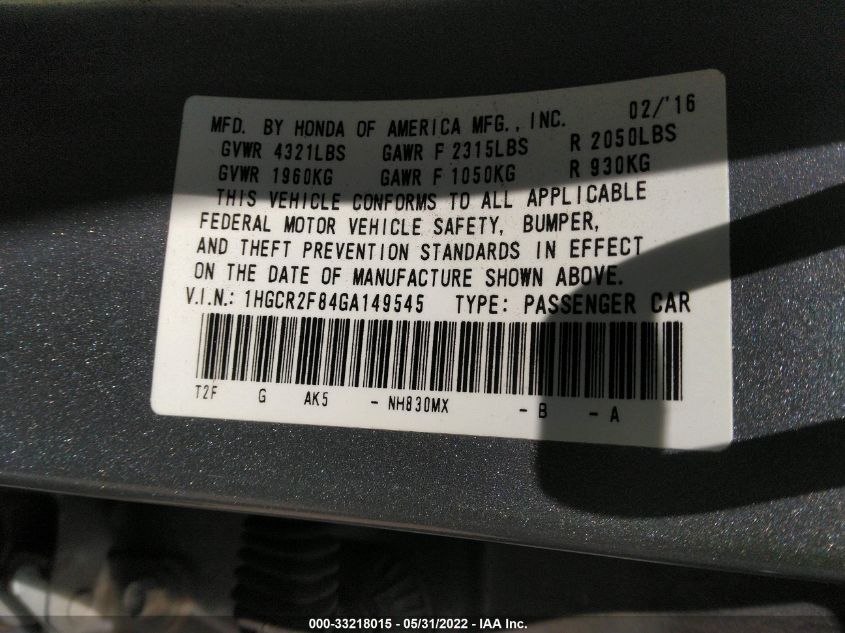 MFD. BY HONDA OF AMERICA MFG., INC. 02/'16
GVWR 4321LBS GAWR F 2315LBS R 2050LBS
GVWR 1960KG GAWR F 1050KG R 930KG
THIS VEHICLE CONFORMS TO ALL APPLICABLE
FEDERAL MOTOR VEHICLE SAFETY, BUMPER,
AND THEFT PREVENTION STANDARDS IN EFFECT
ON THE DATE OF MANUFACTURE SHOWN ABOVE.
V.I.N.: 1HGCR2F84GA149545 TYPE: PASSENGER CAR
T2F G AK5 - NH830MX - B - A
000-33218015 - 05/31/2022 - IAA Inc.